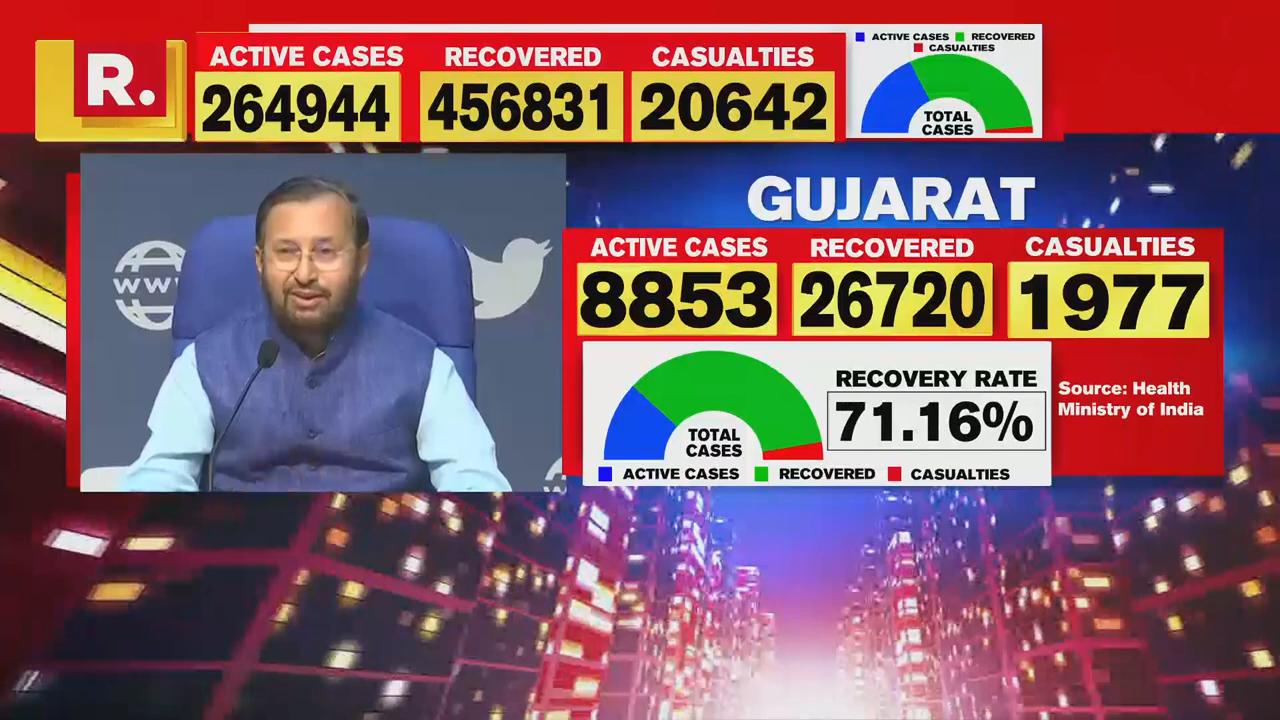 R.
ACTIVE CASES
264944
RECOVERED
456831
CASUALTIES
20642
ACTIVE CASES RECOVERED
CASUALTIES
TOTAL
CASES
WW
W
GUJARAT
ACTIVE CASES
8853
RECOVERED
26720
CASUALTIES
1977
TOTAL
CASES
RECOVERY RATE
71.16%
ACTIVE CASES RECOVERED CASUALTIES
Source: Health
Ministry of India